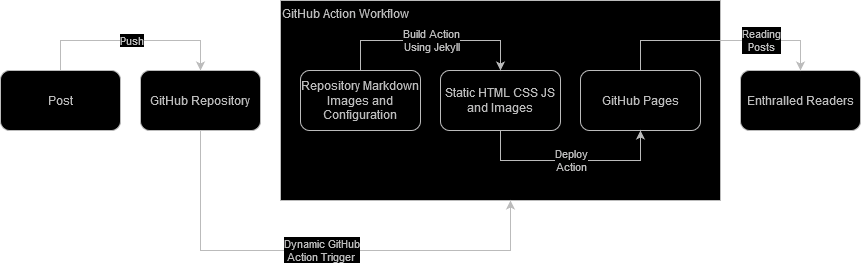 GitHub Action Workflow
Push
Build Action
Using Jekyll
Reading
Posts
Post
GitHub Repository
Repository Markdown
Images and
Configuration
Static HTML CSS JS
and Images
GitHub Pages
Enthralled Readers
Deploy
Action
Dynamic GitHub
Action Trigger